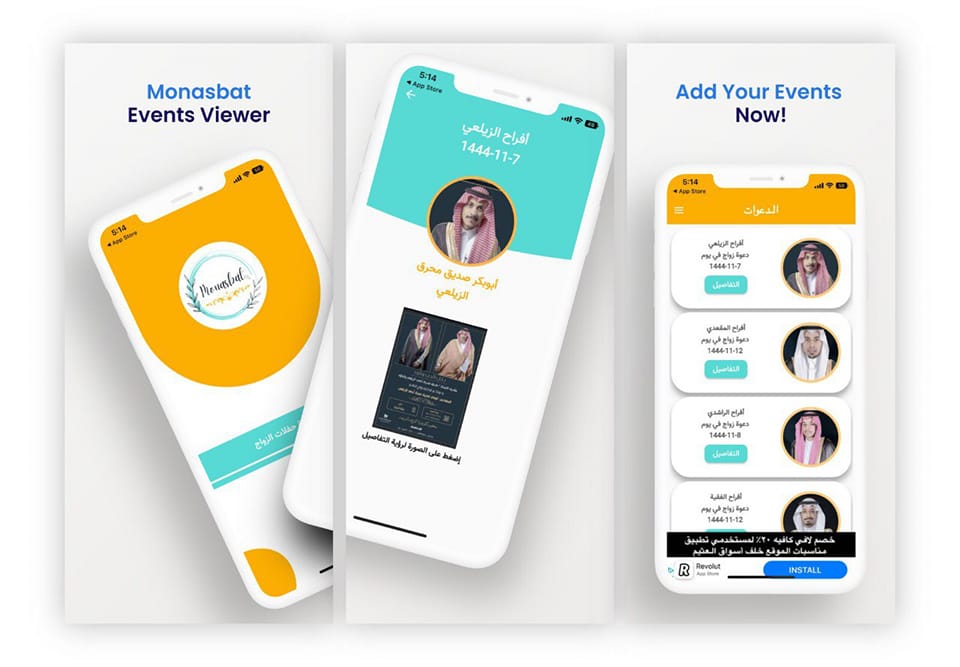 Monasbat
Events Viewer
5:14
App Store
Monasbat
حفلات الزواج
5:14
App Store
أفراح الزيلعي
1444-11-7
أبوبكر صديق محرق
الزيلعي
إضغط على الصورة لرؤية التفاصيل
Add Your Events
Now!
5:14
App Store
الدعوات
أفراح الزيلعي
دعوة زواج في يوم
1444-11-7
التفاصيل
أفراح المقعدي
دعوة زواج في يوم
1444-11-12
التفاصيل
أفراح الراشدي
دعوة زواج في يوم
1444-11-8
التفاصيل
أفراح الفقية
دعوة زواج في يوم
1444-11-12
خصم لافي كافيه ٢٠٪ لمستخدمي تطبيق
مناسبات الموقع خلف أسواق العثيم
R
Revolut
App Store
INSTALL